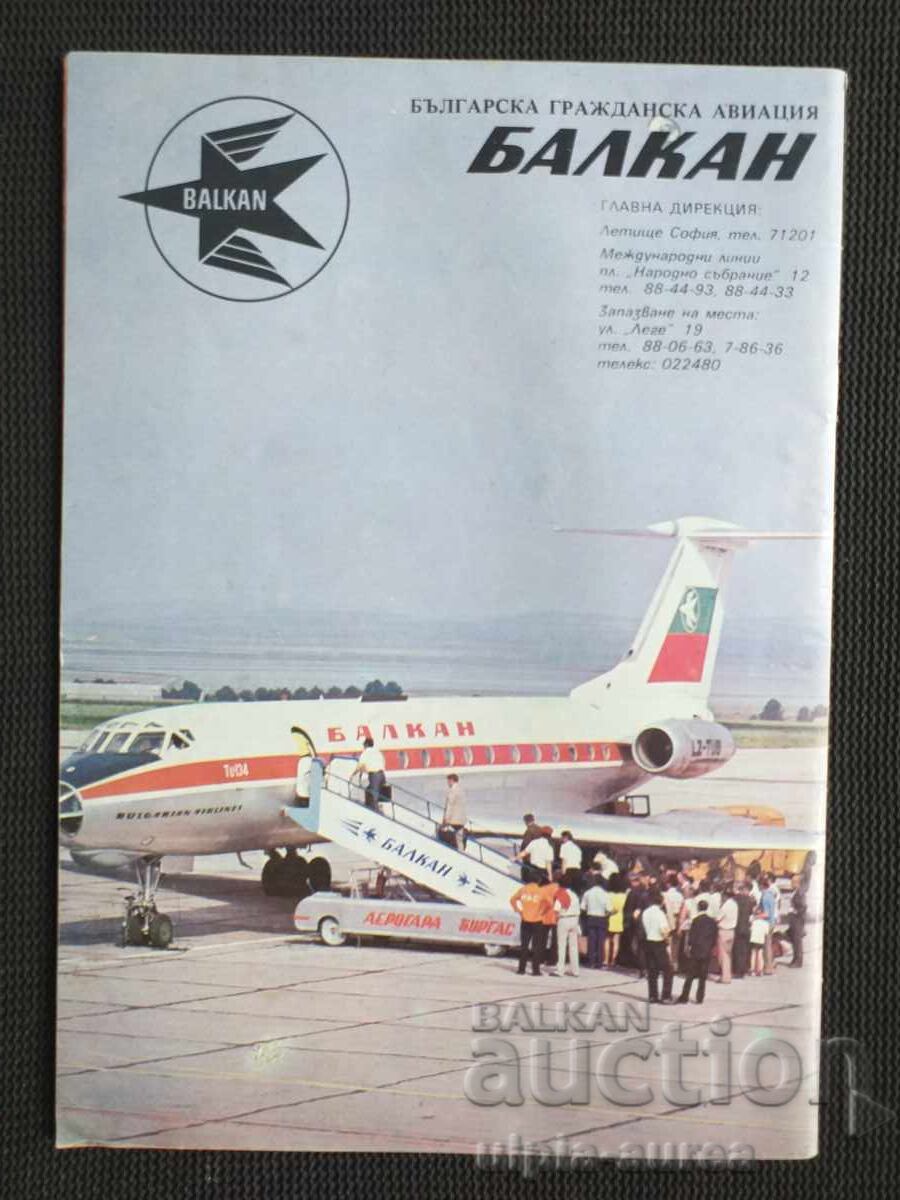 БЪЛГАРСКА ГРАЖДАНСКА АВИАЦИЯ
БАЛКАН
BALKAN
ГЛАВНА ДИРЕКЦИЯ:
Летище София, тел. 71201
Международни линии
пл. „Народно събрание" 12
тел. 88-44-93, 88-44-33
Запазване на места:
ул. „Леге" 19
тел. 88-06-63, 7-86-36
телекс: 022480
БАЛКАН
LZ-TUB
Tu134
BULGARIAN AIRLINES
БАЛКАН
АЕРОГАРА БУРГАС
BALKAN
auction
ulpia-aurea